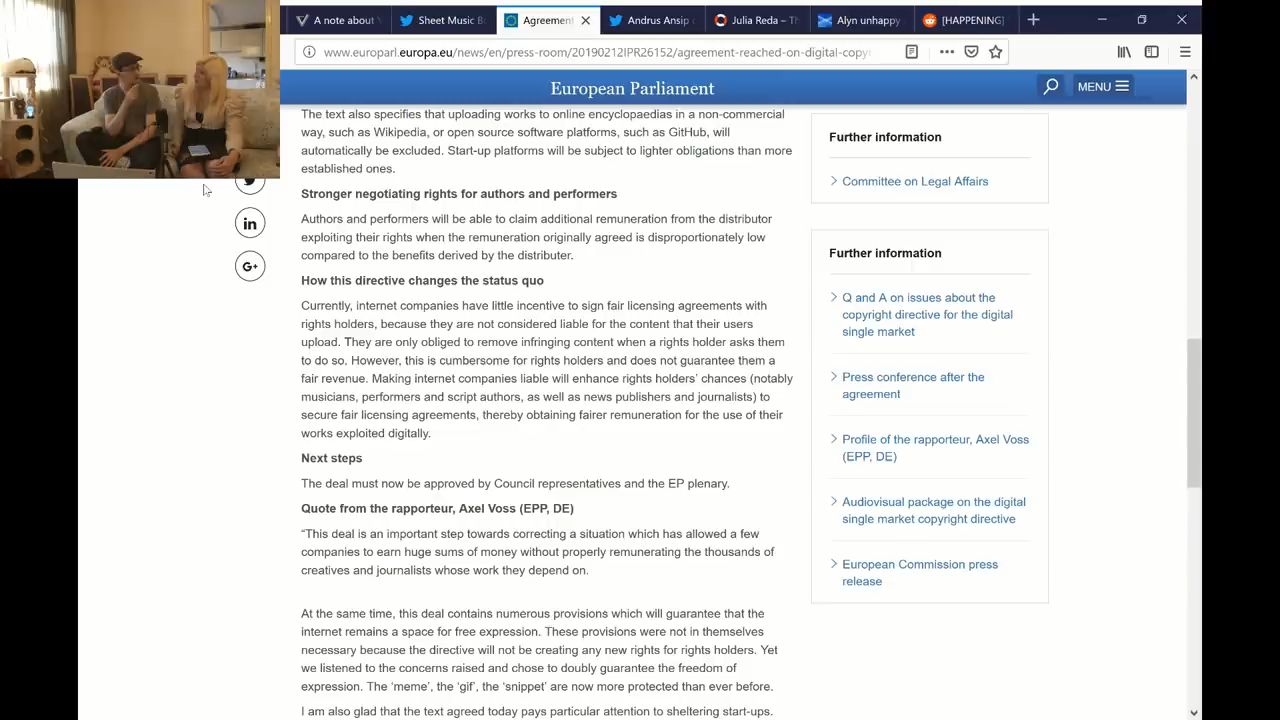 A note about
Sheet Music B
Agreement
Andrus Ansip
Julia Reda – Th
Alyn unhappy
[HAPPENING]
www.europarl.europa.eu/news/en/press-room/20190212IPR26152/agreement-reached-on-digital-copy
European Parliament
MENU
The text also specifies that uploading works to online encyclopaedias in a non-commercial
way, such as Wikipedia, or open source software platforms, such as GitHub, will
automatically be excluded. Start-up platforms will be subject to lighter obligations than more
established ones.
Stronger negotiating rights for authors and performers
Authors and performers will be able to claim additional remuneration from the distributor
exploiting their rights when the remuneration originally agreed is disproportionately low
compared to the benefits derived by the distributer.
How this directive changes the status quo
Currently, internet companies have little incentive to sign fair licensing agreements with
rights holders, because they are not considered liable for the content that their users
upload. They are only obliged to remove infringing content when a rights holder asks them
to do so. However, this is cumbersome for rights holders and does not guarantee them a
fair revenue. Making internet companies liable will enhance rights holders’ chances (notably
musicians, performers and script authors, as well as news publishers and journalists) to
secure fair licensing agreements, thereby obtaining fairer remuneration for the use of their
works exploited digitally.
Next steps
The deal must now be approved by Council representatives and the EP plenary.
Quote from the rapporteur, Axel Voss (EPP, DE)
“This deal is an important step towards correcting a situation which has allowed a few
companies to earn huge sums of money without properly remunerating the thousands of
creatives and journalists whose work they depend on.
At the same time, this deal contains numerous provisions which will guarantee that the
internet remains a space for free expression. These provisions were not in themselves
necessary because the directive will not be creating any new rights for rights holders. Yet
we listened to the concerns raised and chose to doubly guarantee the freedom of
expression. The ‘meme’, the ‘gif’, the ‘snippet’ are now more protected than ever before.
I am also glad that the text agreed today pays particular attention to sheltering start-ups.
in
G+
Further information
Committee on Legal Affairs
Further information
Q and A on issues about the
copyright directive for the digital
single market
Press conference after the
agreement
Profile of the rapporteur, Axel Voss
(EPP, DE)
Audiovisual package on the digital
single market copyright directive
European Commission press
release